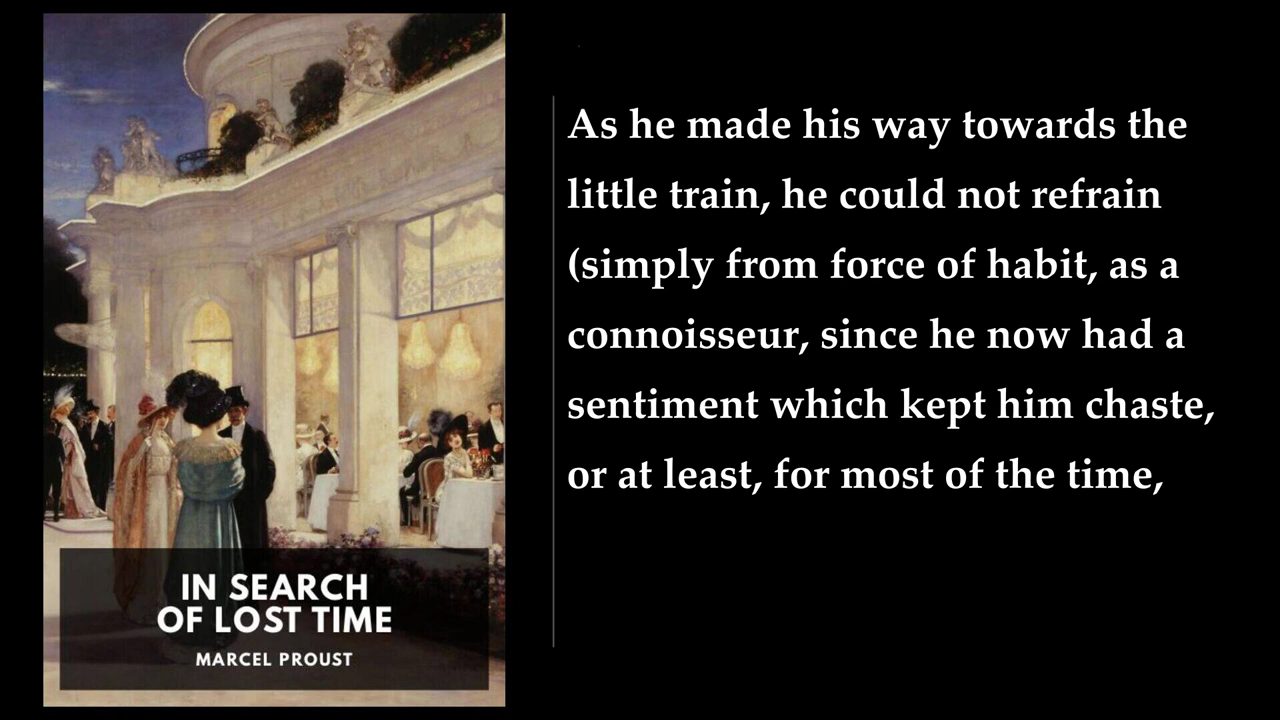 As he made his way towards the
little train, he could not refrain
(simply from force of habit, as a
connoisseur, since he now had a
sentiment which kept him chaste,
or at least, for most of the time,
IN SEARCH
OF LOST TIME
MARCEL PROUST